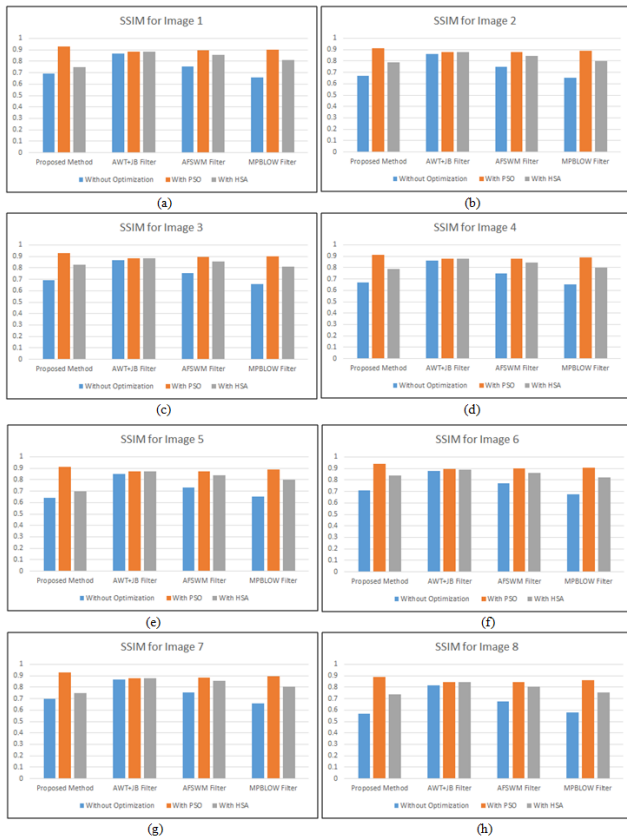 SSIM for Image 1
1
0.9
0.8
0.7
0.6
0.5
0.4
0.3
0.2
0.1
0
Proposed Method AWT+JB Filter AFSWM Filter MPBLOW Filter
Without Optimization With PSO With HSA
(a)
SSIM for Image 2
1
0.9
0.8
0.7
0.6
0.5
0.4
0.3
0.2
0.1
0
Proposed Method AWT+JB Filter AFSWM Filter MPBLOW Filter
Without Optimization With PSO With HSA
(b)
SSIM for Image 3
1
0.9
0.8
0.7
0.6
0.5
0.4
0.3
0.2
0.1
0
Proposed Method AWT+JB Filter AFSWM Filter MPBLOW Filter
Without Optimization With PSO With HSA
(c)
SSIM for Image 4
1
0.9
0.8
0.7
0.6
0.5
0.4
0.3
0.2
0.1
0
Proposed Method AWT+JB Filter AFSWM Filter MPBLOW Filter
Without Optimization With PSO With HSA
(d)
SSIM for Image 5
1
0.9
0.8
0.7
0.6
0.5
0.4
0.3
0.2
0.1
0
Proposed Method AWT+JB Filter AFSWM Filter MPBLOW Filter
Without Optimization With PSO With HSA
(e)
SSIM for Image 6
1
0.9
0.8
0.7
0.6
0.5
0.4
0.3
0.2
0.1
0
Proposed Method AWT+JB Filter AFSWM Filter MPBLOW Filter
Without Optimization With PSO With HSA
(f)
SSIM for Image 7
1
0.9
0.8
0.7
0.6
0.5
0.4
0.3
0.2
0.1
0
Proposed Method AWT+JB Filter AFSWM Filter MPBLOW Filter
Without Optimization With PSO With HSA
(g)
SSIM for Image 8
1
0.9
0.8
0.7
0.6
0.5
0.4
0.3
0.2
0.1
0
Proposed Method AWT+JB Filter AFSWM Filter MPBLOW Filter
Without Optimization With PSO With HSA
(h)